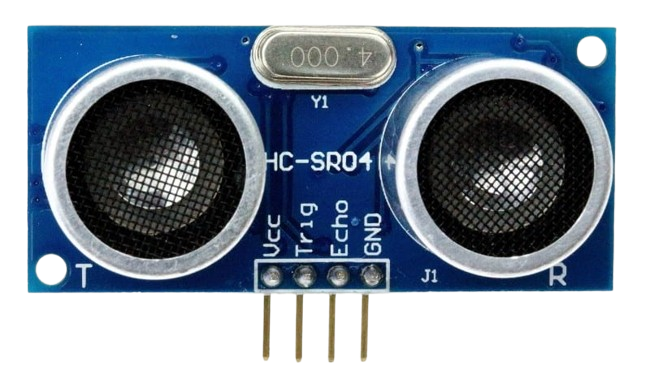 4.000
Y1
HC-SR04
Vcc
Trig
Echo
GND
T
J1
R